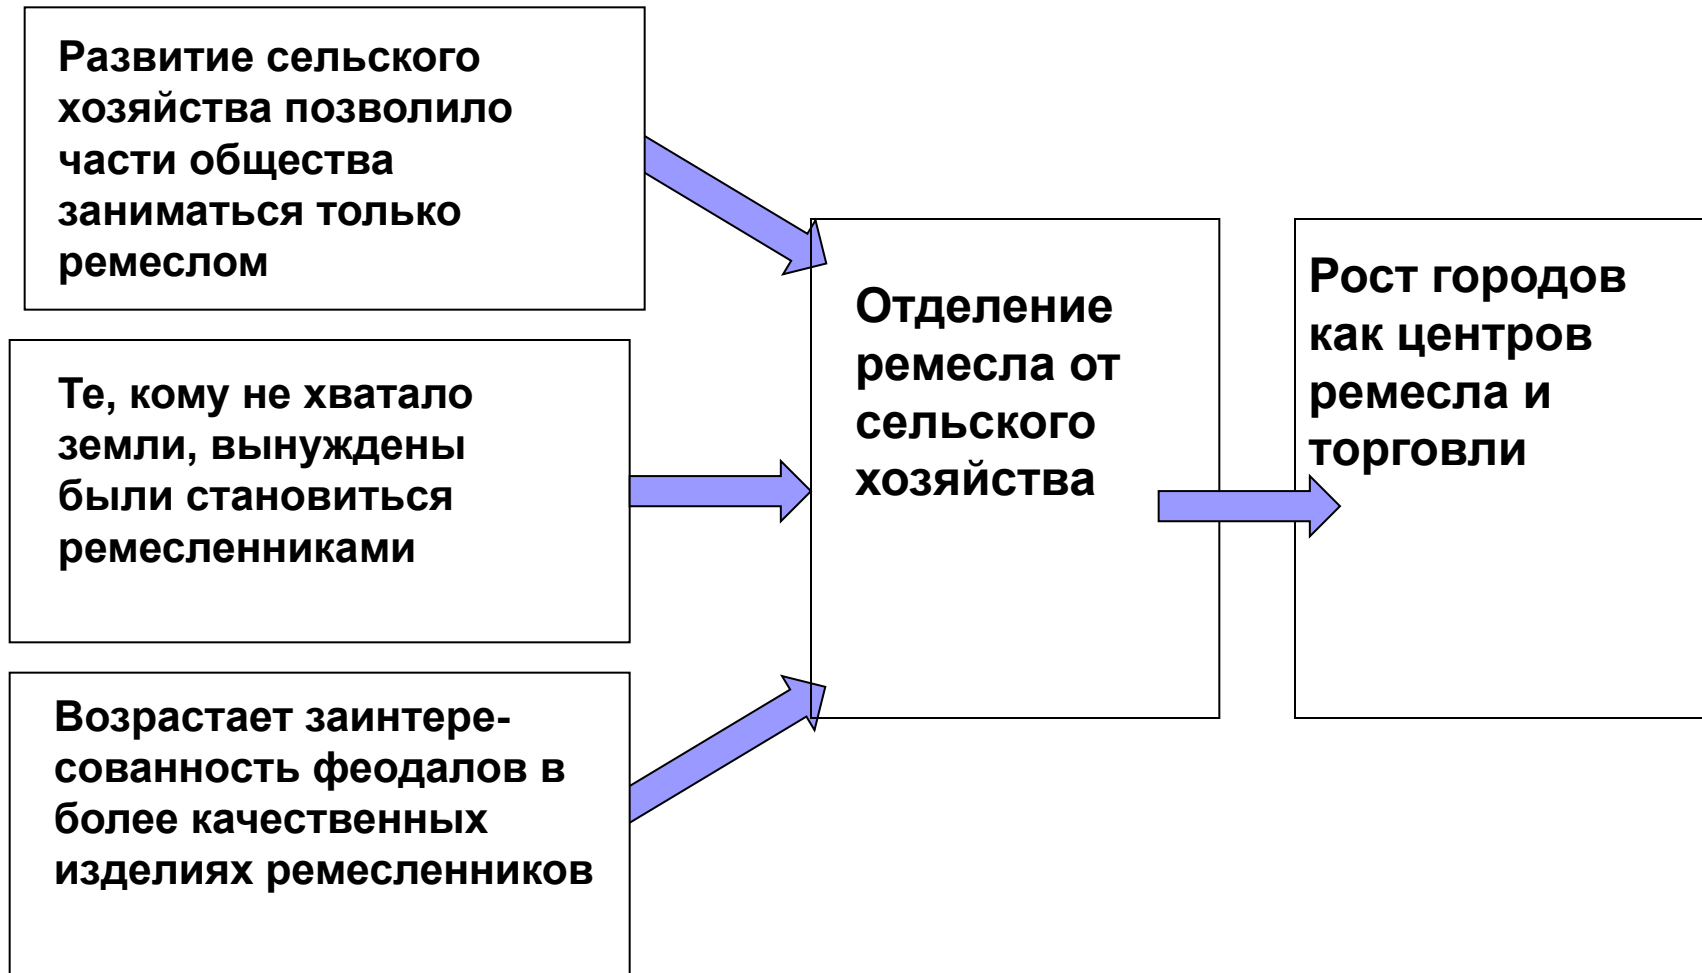 Развитие сельского
хозяйства позволило
части общества
заниматься только
ремеслом
Те, кому не хватало
земли, вынуждены
были становиться
ремесленниками
Возрастает заинтере-
сованность феодалов в
более качественных
изделиях ремесленников
Отделение
ремесла от
сельского
хозяйства
Рост городов
как центров
ремесла и
торговли